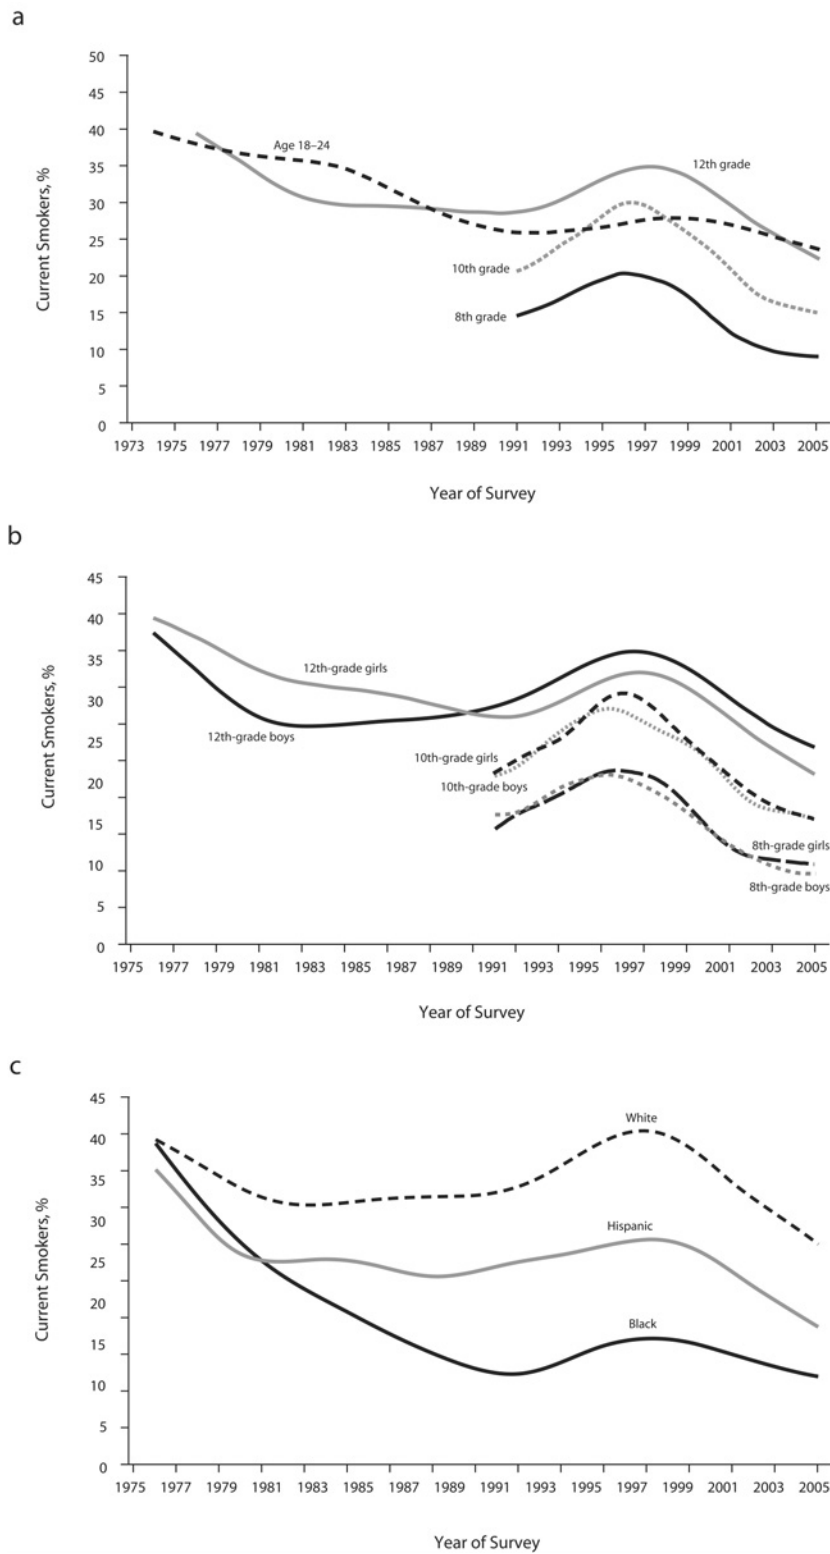 a
50
45
40
35
30
25
20
15
10
5
0
Current Smokers, %
Age 18–24
12th grade
10th grade
8th grade
1973 1975 1977 1979 1981 1983 1985 1987 1989 1991 1993 1995 1997 1999 2001 2003 2005
Year of Survey
b
45
40
35
30
25
20
15
10
5
0
Current Smokers, %
12th-grade girls
12th-grade boys
10th-grade girls
10th-grade boys
8th-grade girls
8th-grade boys
1975 1977 1979 1981 1983 1985 1987 1989 1991 1993 1995 1997 1999 2001 2003 2005
Year of Survey
c
45
40
35
30
25
20
15
10
5
0
Current Smokers, %
White
Hispanic
Black
1975 1977 1979 1981 1983 1985 1987 1989 1991 1993 1995 1997 1999 2001 2003 2005
Year of Survey